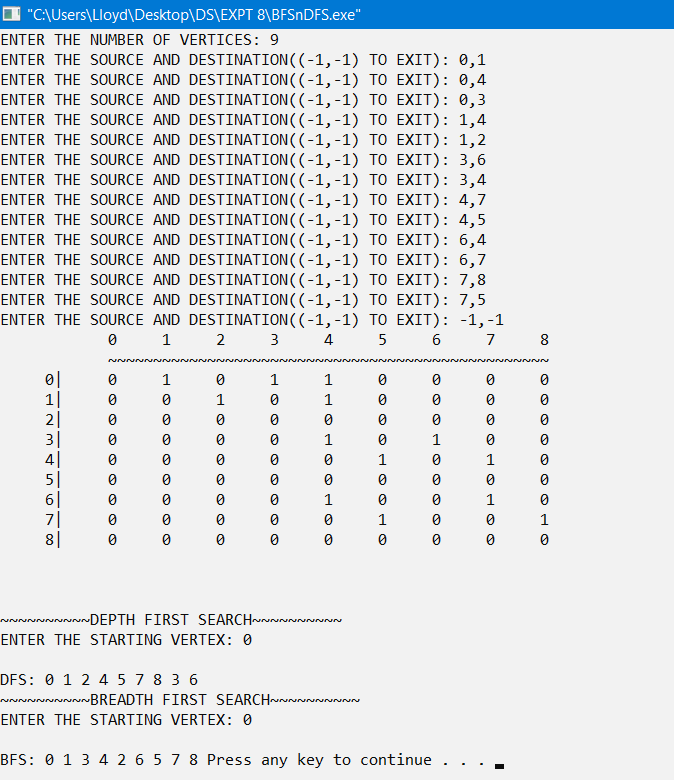 "C:\Users\Lloyd\Desktop\DS\EXPT 8\BFSnDFS.exe"
ENTER THE NUMBER OF VERTICES: 9
ENTER THE SOURCE AND DESTINATION((-1,-1) TO EXIT): 0,1
ENTER THE SOURCE AND DESTINATION((-1,-1) TO EXIT): 0,4
ENTER THE SOURCE AND DESTINATION((-1,-1) TO EXIT): 0,3
ENTER THE SOURCE AND DESTINATION((-1,-1) TO EXIT): 1,4
ENTER THE SOURCE AND DESTINATION((-1,-1) TO EXIT): 1,2
ENTER THE SOURCE AND DESTINATION((-1,-1) TO EXIT): 3,6
ENTER THE SOURCE AND DESTINATION((-1,-1) TO EXIT): 3,4
ENTER THE SOURCE AND DESTINATION((-1,-1) TO EXIT): 4,7
ENTER THE SOURCE AND DESTINATION((-1,-1) TO EXIT): 4,5
ENTER THE SOURCE AND DESTINATION((-1,-1) TO EXIT): 6,4
ENTER THE SOURCE AND DESTINATION((-1,-1) TO EXIT): 6,7
ENTER THE SOURCE AND DESTINATION((-1,-1) TO EXIT): 7,8
ENTER THE SOURCE AND DESTINATION((-1,-1) TO EXIT): 7,5
ENTER THE SOURCE AND DESTINATION((-1,-1) TO EXIT): -1,-1
            0     1     2     3     4     5     6     7     8
            ~~~~~~~~~~~~~~~~~~~~~~~~~~~~~~~~~~~~~~~~~~~~~~~~~
     0|     0     1     0     1     1     0     0     0     0
     1|     0     0     1     0     1     0     0     0     0
     2|     0     0     0     0     0     0     0     0     0
     3|     0     0     0     0     1     0     1     0     0
     4|     0     0     0     0     0     1     0     1     0
     5|     0     0     0     0     0     0     0     0     0
     6|     0     0     0     0     1     0     0     1     0
     7|     0     0     0     0     0     1     0     0     1
     8|     0     0     0     0     0     0     0     0     0
~~~~~~~~~~DEPTH FIRST SEARCH~~~~~~~~~~
ENTER THE STARTING VERTEX: 0
DFS: 0 1 2 4 5 7 8 3 6
~~~~~~~~~~BREADTH FIRST SEARCH~~~~~~~~~~
ENTER THE STARTING VERTEX: 0
BFS: 0 1 3 4 2 6 5 7 8 Press any key to continue . . .